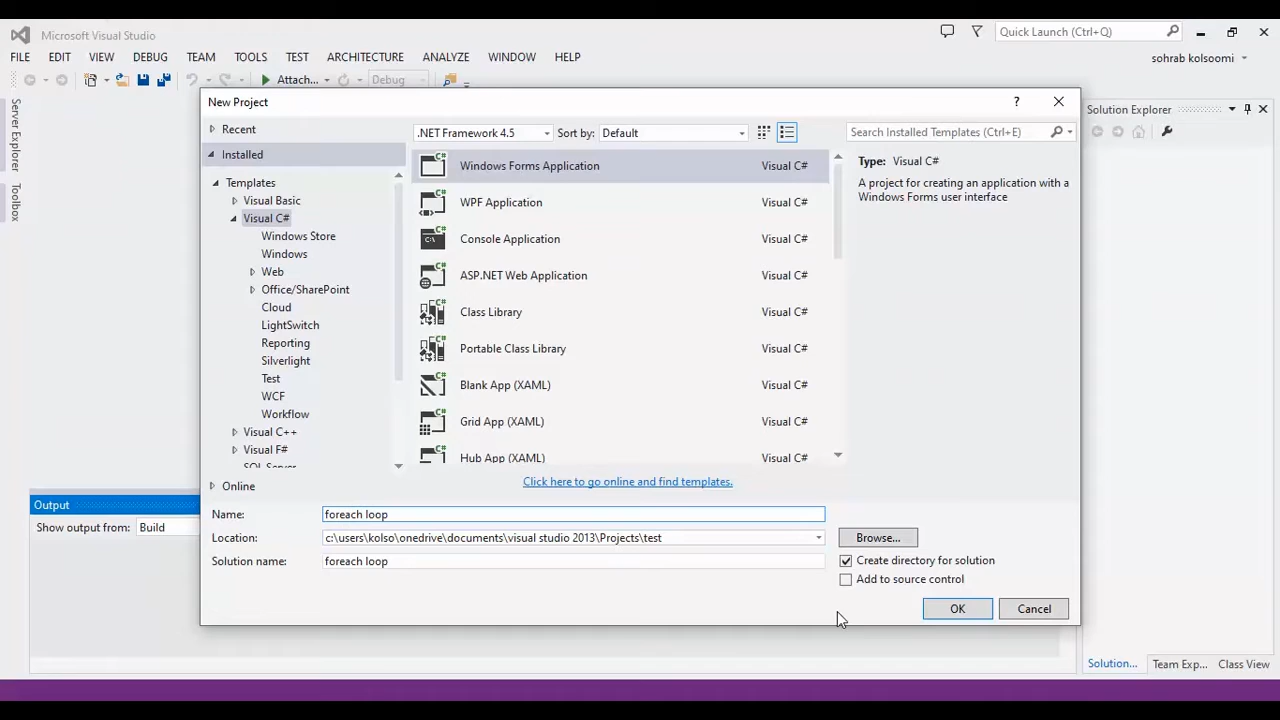 Microsoft Visual Studio
Quick Launch (Ctrl+Q)
FILE EDIT VIEW DEBUG TEAM TOOLS TEST ARCHITECTURE ANALYZE WINDOW HELP
sohrab kolsoomi
Attach...
Debug
Server Explorer
Toolbox
New Project
?
Solution Explorer
Recent
Installed
.NET Framework 4.5
Sort by: Default
Search Installed Templates (Ctrl+E)
Templates
Visual Basic
Visual C#
Windows Store
Windows
Web
Office/SharePoint
Cloud
LightSwitch
Reporting
Silverlight
Test
WCF
Workflow
Visual C++
Visual F#
SQL Server
Online
Windows Forms Application Visual C#
WPF Application Visual C#
Console Application Visual C#
ASP.NET Web Application Visual C#
Class Library Visual C#
Portable Class Library Visual C#
Blank App (XAML) Visual C#
Grid App (XAML) Visual C#
Hub App (XAML) Visual C#
Type: Visual C#
A project for creating an application with a
Windows Forms user interface
Click here to go online and find templates.
Name: foreach loop
Location: c:\users\kolso\onedrive\documents\visual studio 2013\Projects\test
Browse...
Solution name: foreach loop
Create directory for solution
Add to source control
OK
Cancel
Output
Show output from: Build
Solution... Team Exp... Class View